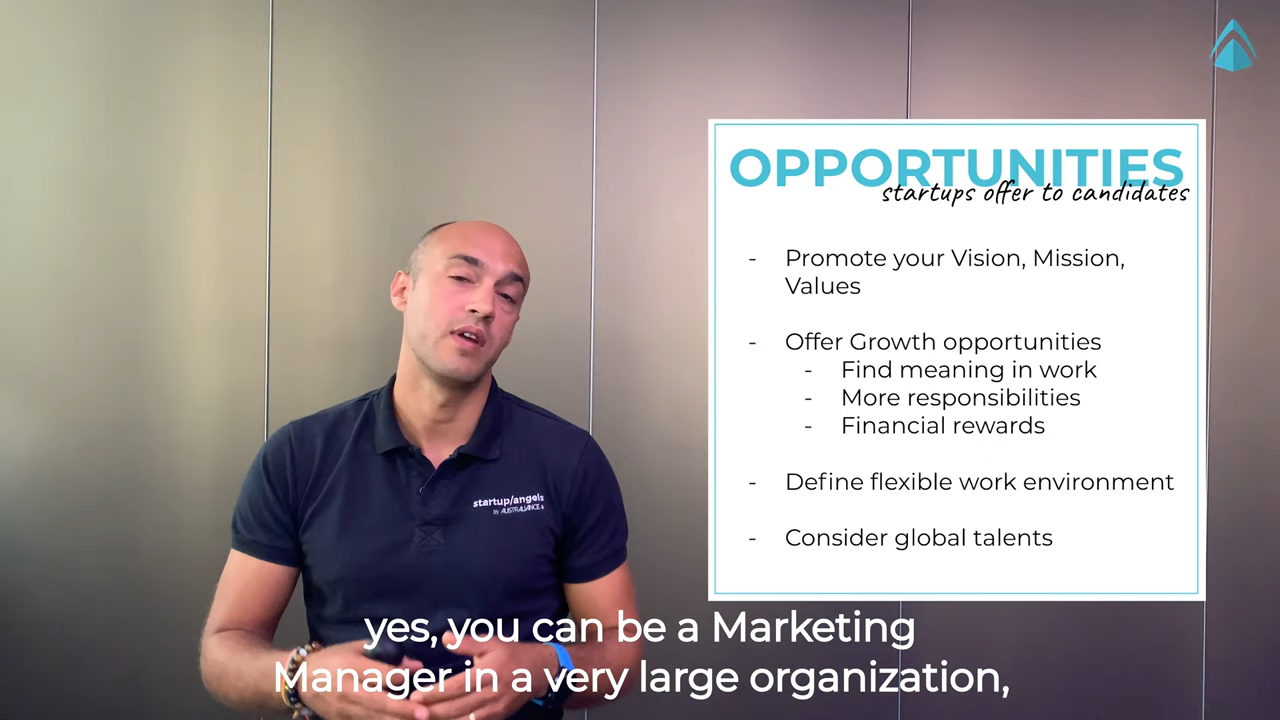 OPPORTUNITIES
startups offer to candidates
- Promote your Vision, Mission,
Values
- Offer Growth opportunities
- Find meaning in work
- More responsibilities
- Financial rewards
- Define flexible work environment
- Consider global talents
startup/angels
by AUSTRALIANCE
yes, you can be a Marketing
Manager in a very large organization,